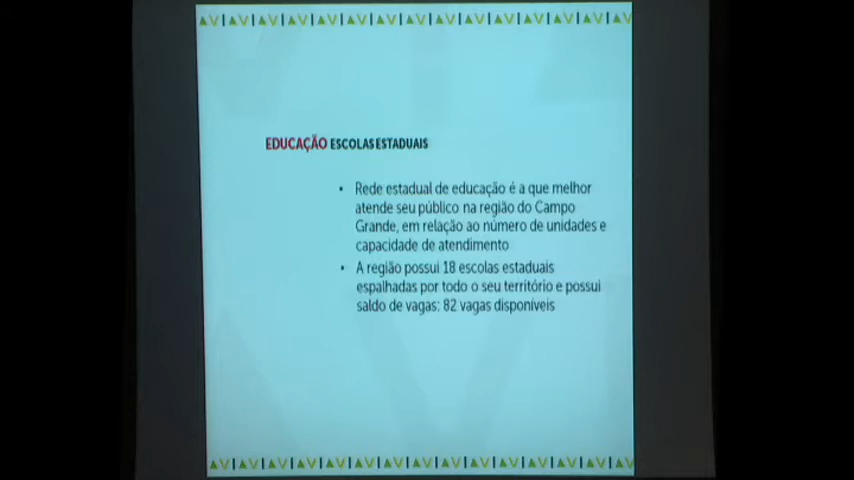 EDUCAÇÃO ESCOLAS ESTADUAIS
• Rede estadual de educação é a que melhor
atende seu público na região do Campo
Grande, em relação ao número de unidades e
capacidade de atendimento
• A região possui 18 escolas estaduais
espalhadas por todo o seu território e possui
saldo de vagas: 82 vagas disponíveis